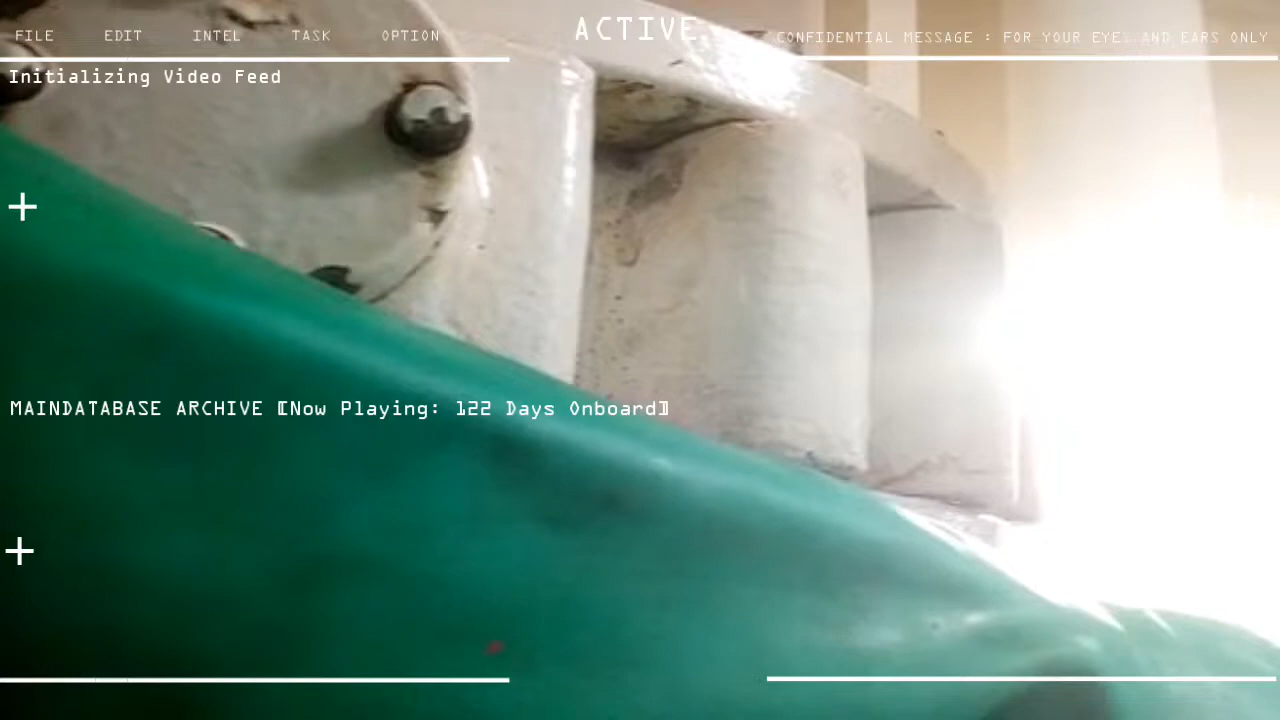 FILE EDIT INTEL TASK OPTION
ACTIVE.
CONFIDENTIAL MESSAGE : FOR YOUR EYES AND EARS ONLY
Initializing Video Feed
MAINDATABASE ARCHIVE [Now Playing: 122 Days Onboard]